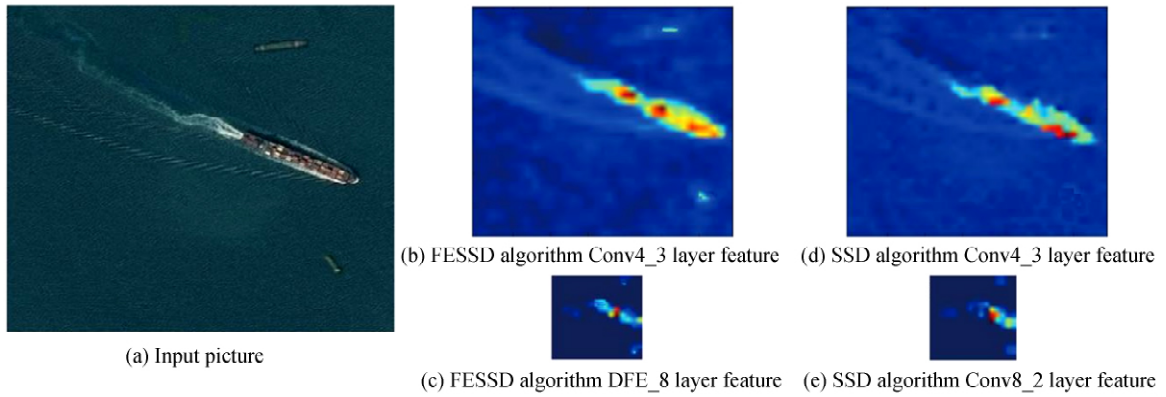 (b) FESSD algorithm Conv4_3 layer feature
(d) SSD algorithm Conv4_3 layer feature
(a) Input picture
(c) FESSD algorithm DFE_8 layer feature
(e) SSD algorithm Conv8_2 layer feature